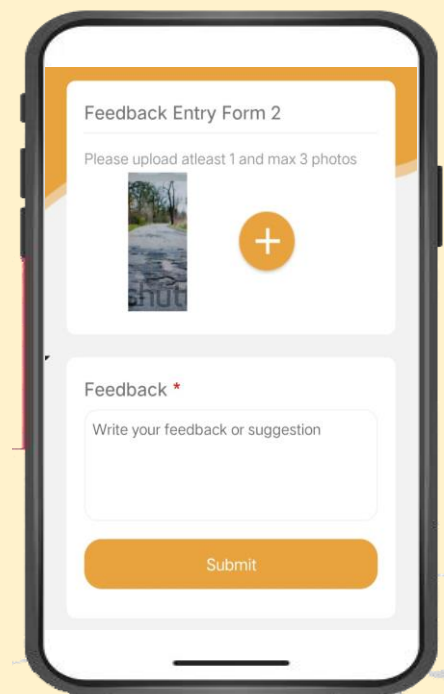 Feedback Entry Form 2
Please upload atleast 1 and max 3 photos
shut
Feedback *
Write your feedback or suggestion
Submit